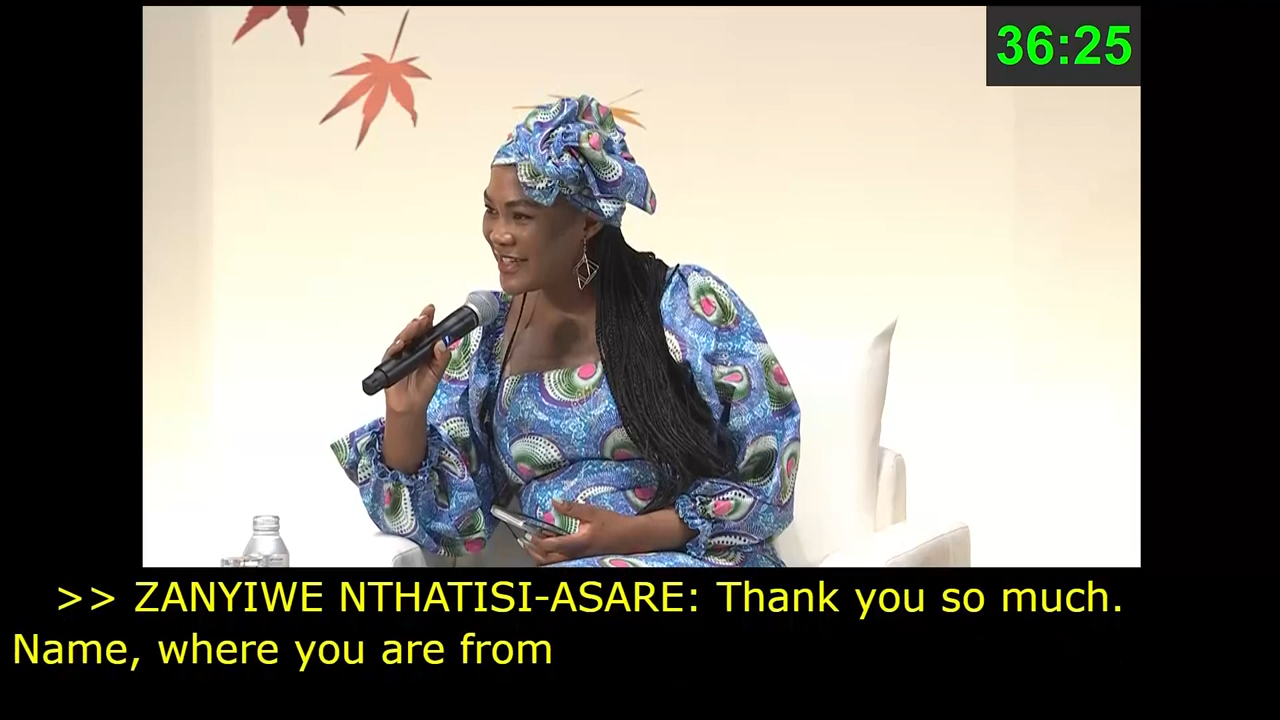 36:25
>> ZANYIWE NTHATISI-ASARE: Thank you so much.
Name, where you are from